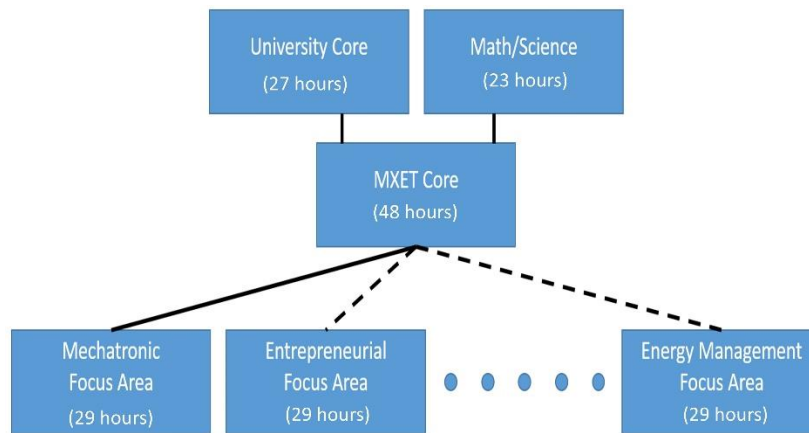 University Core
(27 hours)
Math/Science
(23 hours)
MXET Core
(48 hours)
Mechatronic
Focus Area
(29 hours)
Entrepreneurial
Focus Area
(29 hours)
Energy Management
Focus Area
(29 hours)